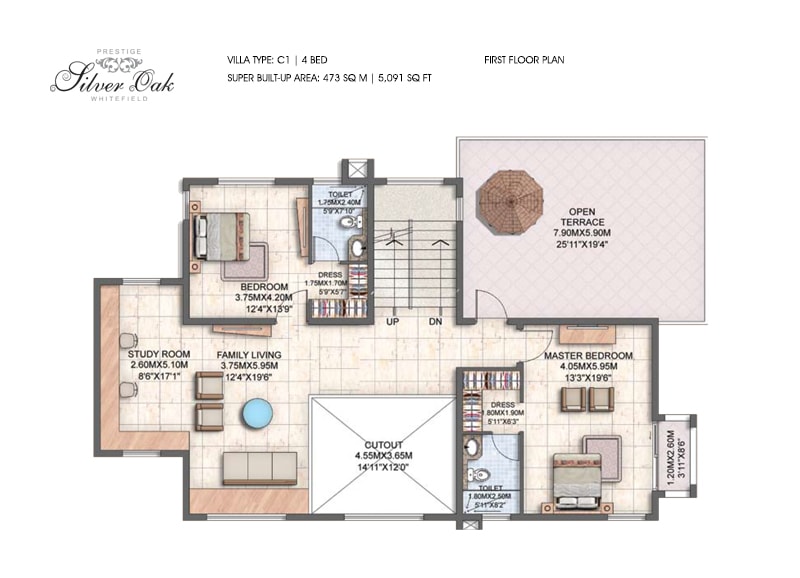 PRESTIGE
Silver Oak
WHITEFIELD
VILLA TYPE: C1 | 4 BED
SUPER BUILT-UP AREA: 473 SQ M | 5,091 SQ FT
FIRST FLOOR PLAN
TOILET
1.75MX2.40M
5'9"X7'10"
OPEN
TERRACE
7.90MX5.90M
25'11"X19'4"
DRESS
1.75MX1.70M
5'9"X5'7"
BEDROOM
3.75MX4.20M
12'4"X13'9"
UP
DN
STUDY ROOM
2.60MX5.10M
8'6"X17'1"
FAMILY LIVING
3.75MX5.95M
12'4"X19'6"
MASTER BEDROOM
4.05MX5.95M
13'3"X19'6"
DRESS
1.80MX1.90M
5'11"X6'3"
CUTOUT
4.55MX3.65M
14'11"X12'0"
1.20MX2.60M
3'11"X8'6"
TOILET
1.80MX2.50M
5'11"X8'2"